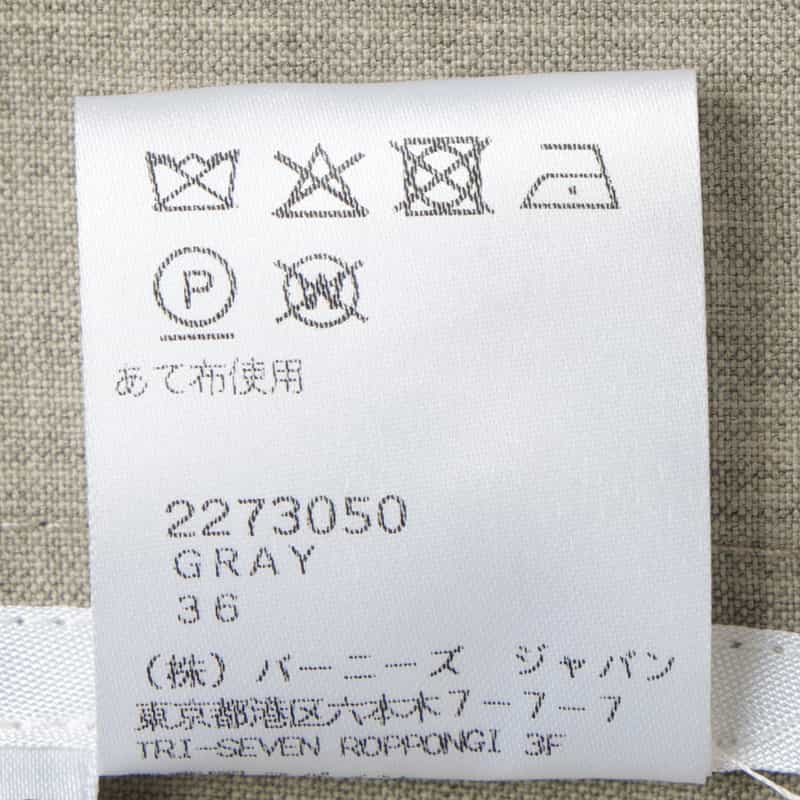 P
W
あて布使用
2273050
GRAY
36
(株) バーニーズ ジャパン
東京都港区六本木7-7-7
TRI-SEVEN ROPPONGI 3F